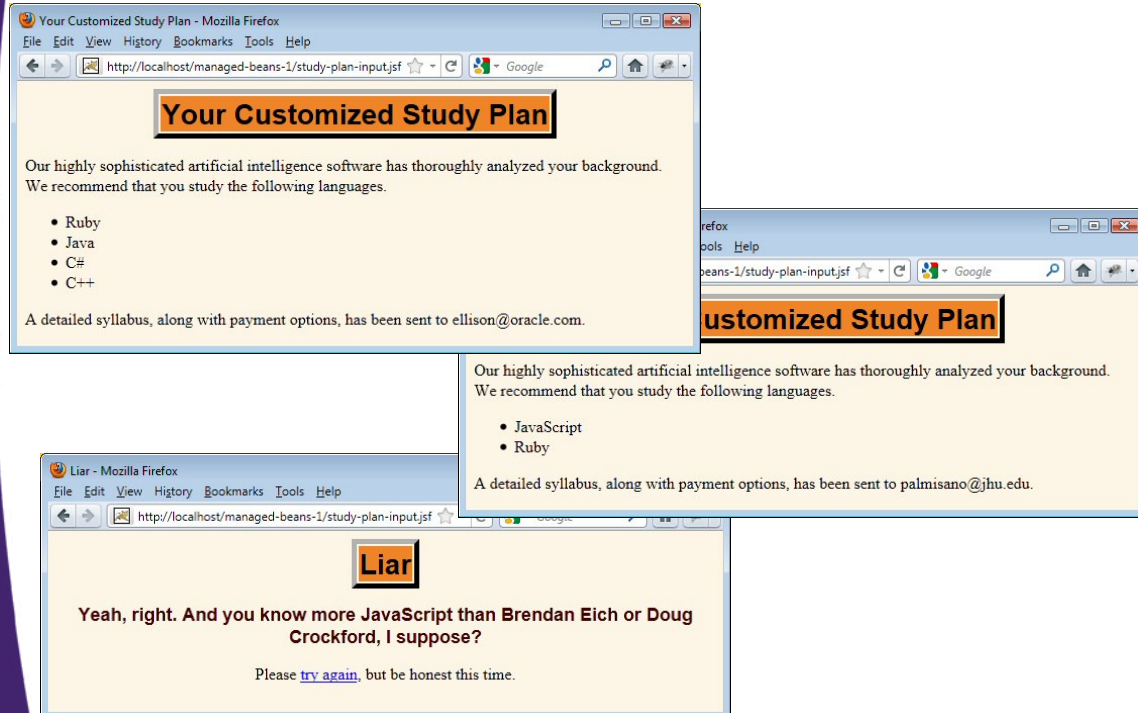 Your Customized Study Plan - Mozilla Firefox
File Edit View History Bookmarks Tools Help
http://localhost/managed-beans-1/study-plan-input.jsf
Google
Your Customized Study Plan
Our highly sophisticated artificial intelligence software has thoroughly analyzed your background.
We recommend that you study the following languages.
• Ruby
• Java
• C#
• C++
A detailed syllabus, along with payment options, has been sent to ellison@oracle.com.
refox
ools Help
beans-1/study-plan-input.jsf
Google
ustomized Study Plan
Our highly sophisticated artificial intelligence software has thoroughly analyzed your background.
We recommend that you study the following languages.
• JavaScript
• Ruby
A detailed syllabus, along with payment options, has been sent to palmisano@jhu.edu.
Liar - Mozilla Firefox
File Edit View History Bookmarks Tools Help
http://localhost/managed-beans-1/study-plan-input.jsf
Liar
Yeah, right. And you know more JavaScript than Brendan Eich or Doug
Crockford, I suppose?
Please try again, but be honest this time.